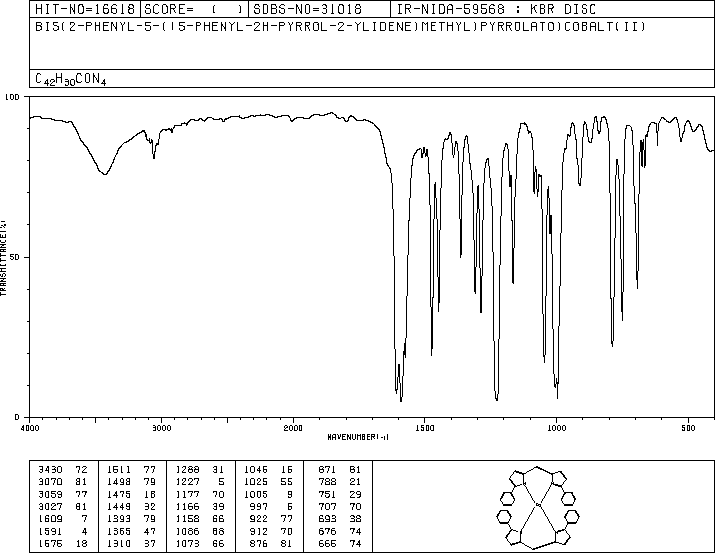 HIT-NO=16618 SCORE= ( ) SDBS-NO=31018 IR-NIDA-59568 : KBR DISC
BIS(2-PHENYL-5-((5-PHENYL-2H-PYRROL-2-YLIDENE)METHYL)PYRROLATO)COBALT(II)
C42H30CON4
100
50
0
TRANSMITTANCE(%)
4000 3000 2000 1500 1000 500
WAVENUMBER(-1)
3430 72 1511 77 1288 31 1046 16 871 81
3070 81 1498 79 1227 5 1025 55 788 21
3059 77 1475 18 1177 70 1005 9 751 29
3027 81 1449 32 1166 39 997 5 707 70
1609 7 1393 79 1158 66 922 77 693 38
1591 4 1365 47 1086 68 912 70 676 74
1576 18 1310 37 1073 66 876 81 665 74